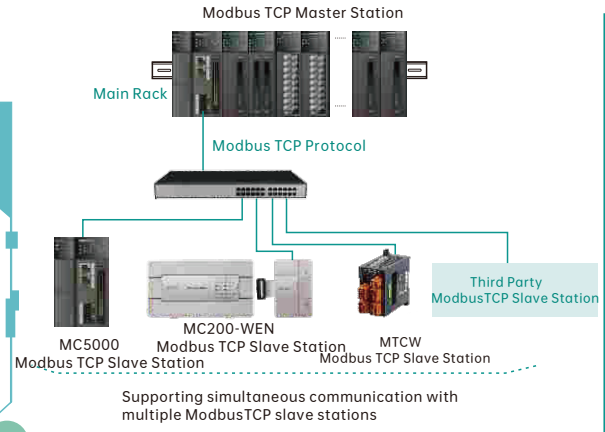 Modbus TCP Master Station
Main Rack
Modbus TCP Protocol
MC5000
Modbus TCP Slave Station
MC200-WEN
Modbus TCP Slave Station
MTCW
Modbus TCP Slave Station
Third Party
ModbusTCP Slave Station
Supporting simultaneous communication with
multiple ModbusTCP slave stations